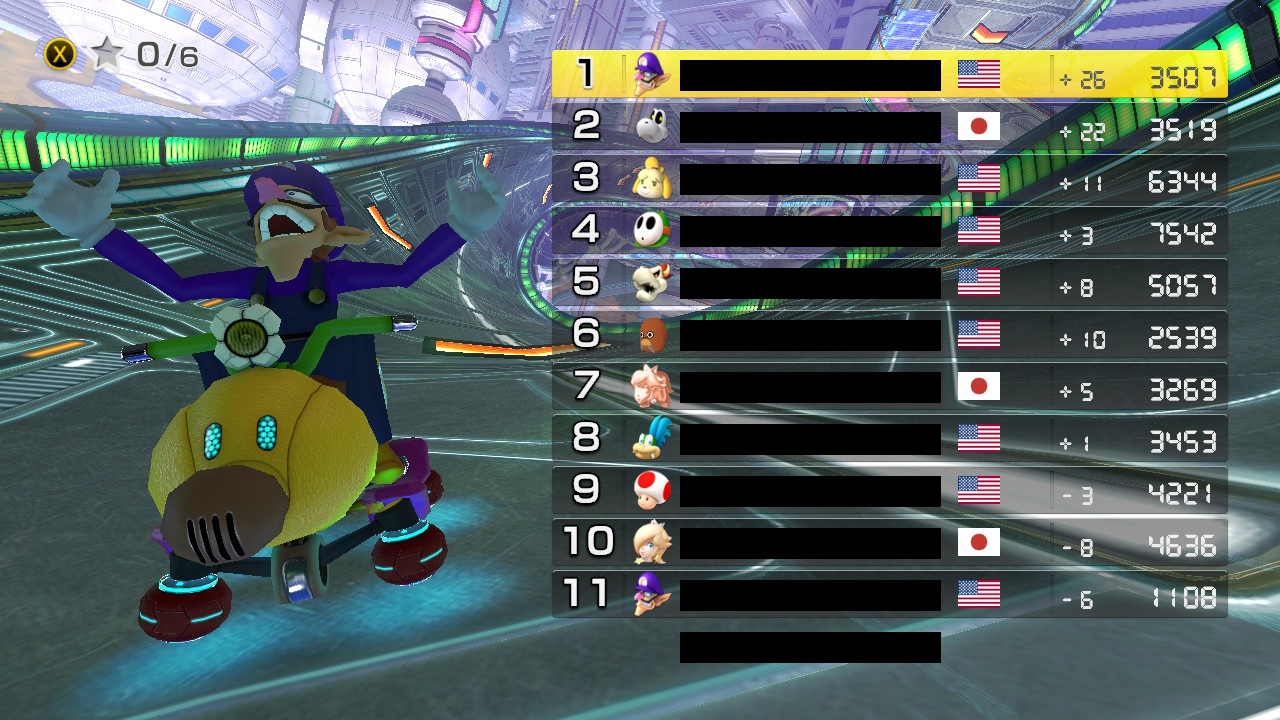 X 0/6
1 + 26 3507
2 + 22 3519
3 + 11 6344
4 + 3 7542
5 + 8 5057
6 + 10 2539
7 + 5 3269
8 + 1 3453
9 - 3 4221
10 - 8 4636
11 - 6 1108